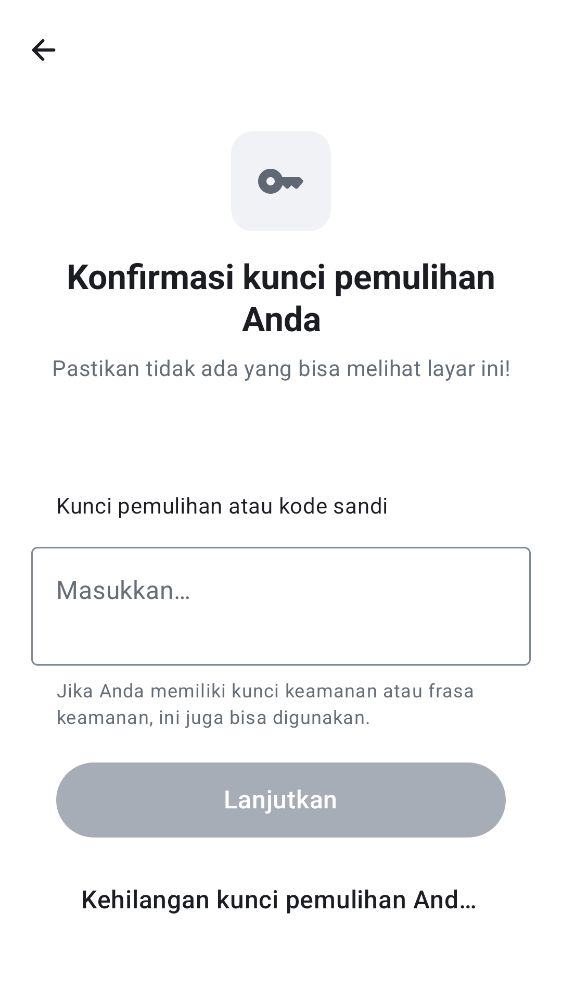 Konfirmasi kunci pemulihan
Anda
Pastikan tidak ada yang bisa melihat layar ini!
Kunci pemulihan atau kode sandi
Masukkan…
Jika Anda memiliki kunci keamanan atau frasa
keamanan, ini juga bisa digunakan.
Lanjutkan
Kehilangan kunci pemulihan And…